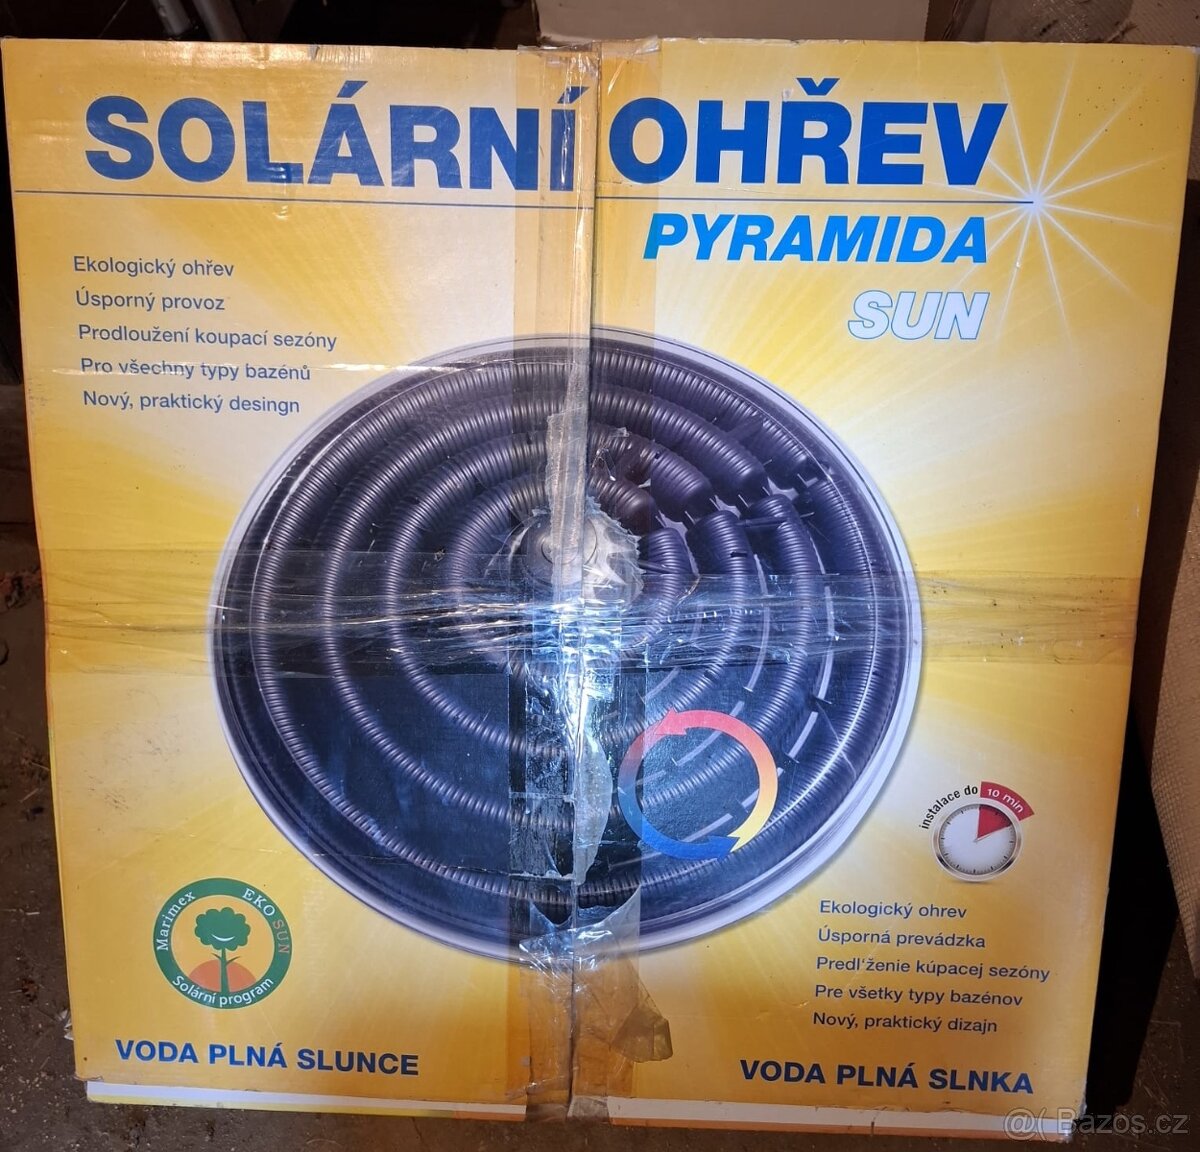 SOLÁRNÍ OHŘEV
PYRAMIDA
SUN
Ekologický ohřev
Úsporný provoz
Prodloužení koupací sezóny
Pro všechny typy bazénů
Nový, praktický desingn
instalace do 10 min
Marimex EKO SUN
Solární program
Ekologický ohrev
Úsporná prevádzka
Predl'ženie kúpacej sezóny
Pre všetky typy bazénov
Nový, praktický dizajn
VODA PLNÁ SLUNCE
VODA PLNÁ SLNKA
@( Bazos.cz